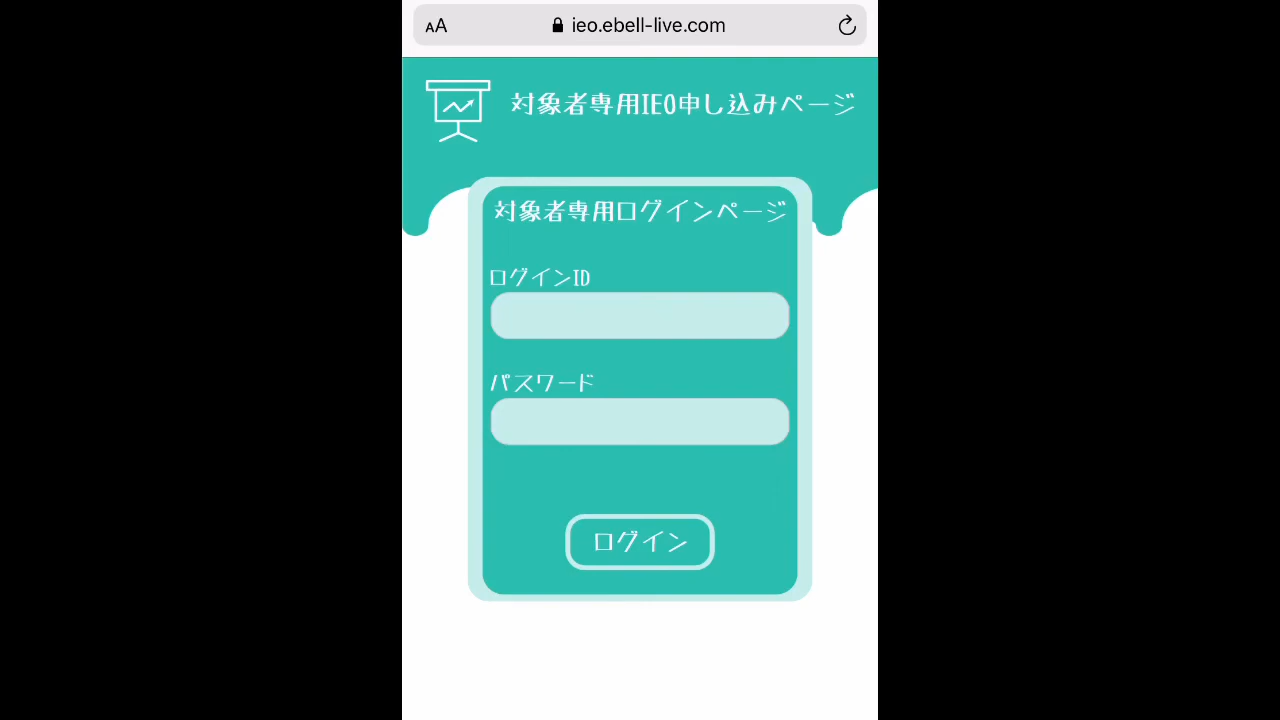 AA
ieo.ebell-live.com
対象者専用IEO申し込みページ
対象者専用ログインページ
ログインID
パスワード
ログイン